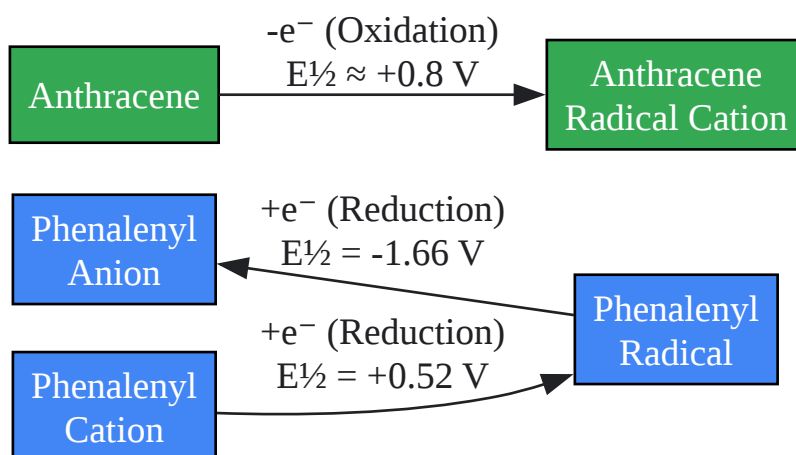 -e⁻ (Oxidation)
E½ ≈ +0.8 V
Anthracene
Anthracene
Radical Cation
+e⁻ (Reduction)
E½ = -1.66 V
Phenalenyl
Anion
Phenalenyl
Radical
+e⁻ (Reduction)
E½ = +0.52 V
Phenalenyl
Cation